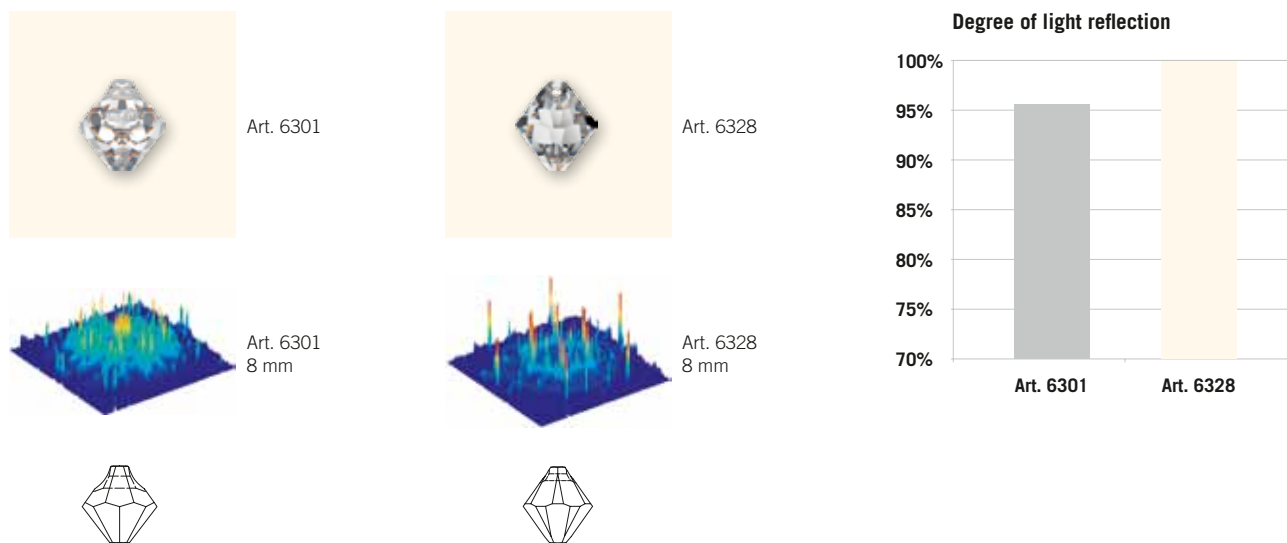 Art. 6301
Art. 6328
Art. 6301
8 mm
Art. 6328
8 mm
Degree of light reflection
100%
95%
90%
85%
80%
75%
70%
Art. 6301
Art. 6328